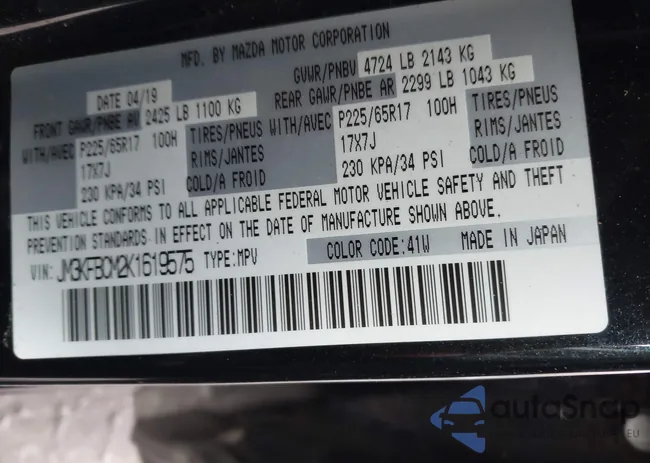 MFD. BY MAZDA MOTOR CORPORATION
DATE 04/19 GVWR/PNBV 4724 LB 2143 KG
FRONT GAWR/PNBE AV 2425 LB 1100 KG REAR GAWR/PNBE AR 2299 LB 1043 KG
WITH/AVEC P225/65R17 100H TIRES/PNEUS WITH/AVEC P225/65R17 100H TIRES/PNEUS
17X7J RIMS/JANTES 17X7J RIMS/JANTES
230 KPA/34 PSI COLD/A FROID 230 KPA/34 PSI COLD/A FROID
THIS VEHICLE CONFORMS TO ALL APPLICABLE FEDERAL MOTOR VEHICLE SAFETY AND THEFT
PREVENTION STANDARDS IN EFFECT ON THE DATE OF MANUFACTURE SHOWN ABOVE.
VIN: JM3KFBCM2K1619575 TYPE:MPV COLOR CODE:41W MADE IN JAPAN
autoSnap